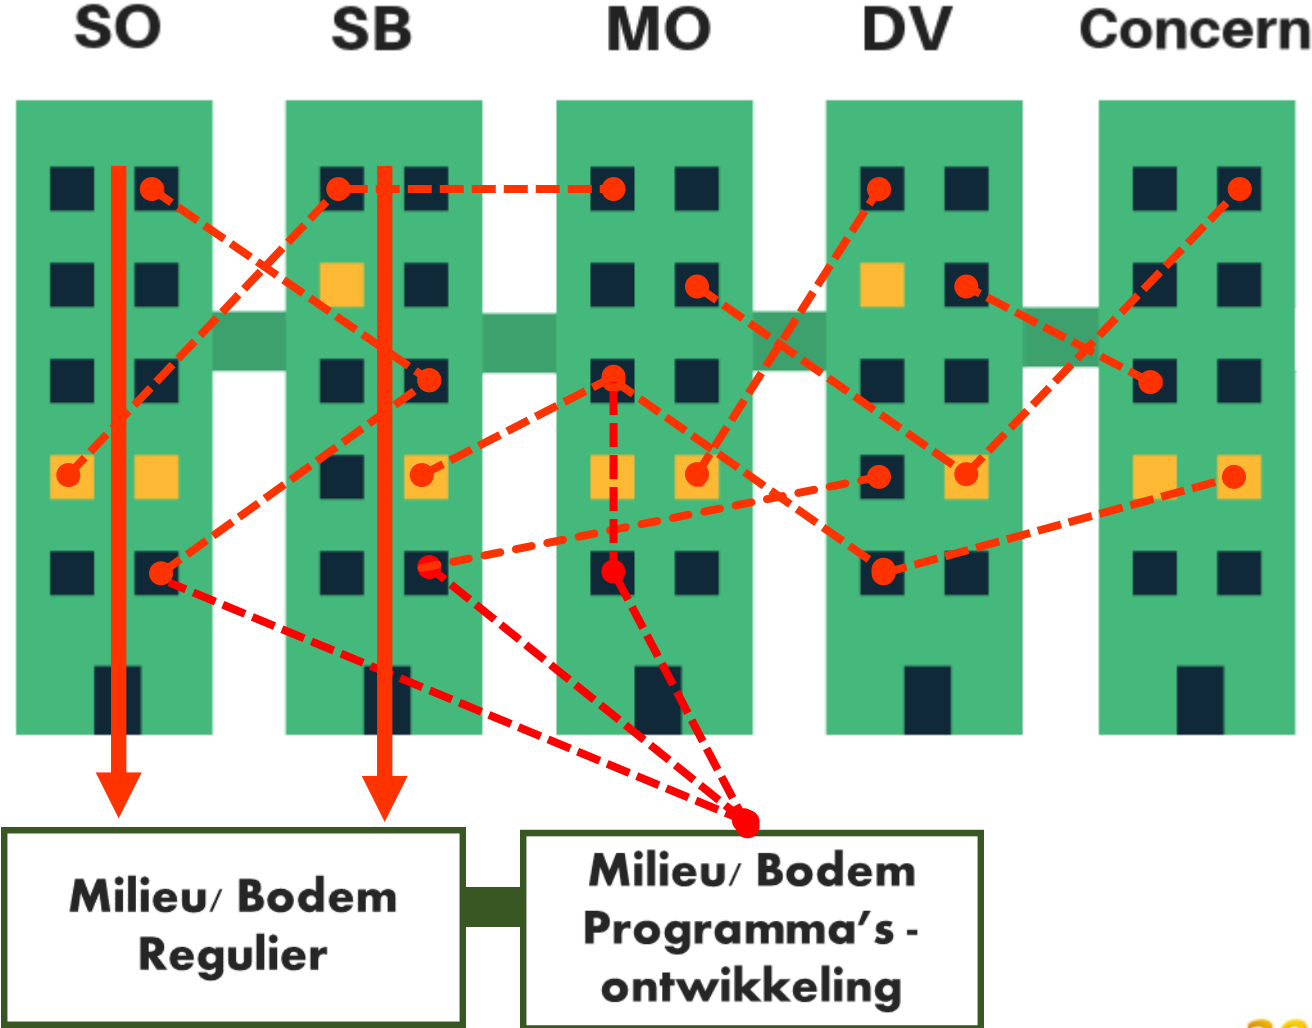 SO SB MO DV Concern
Milieu/ Bodem
Regulier
Milieu/ Bodem
Programma’s -
ontwikkeling